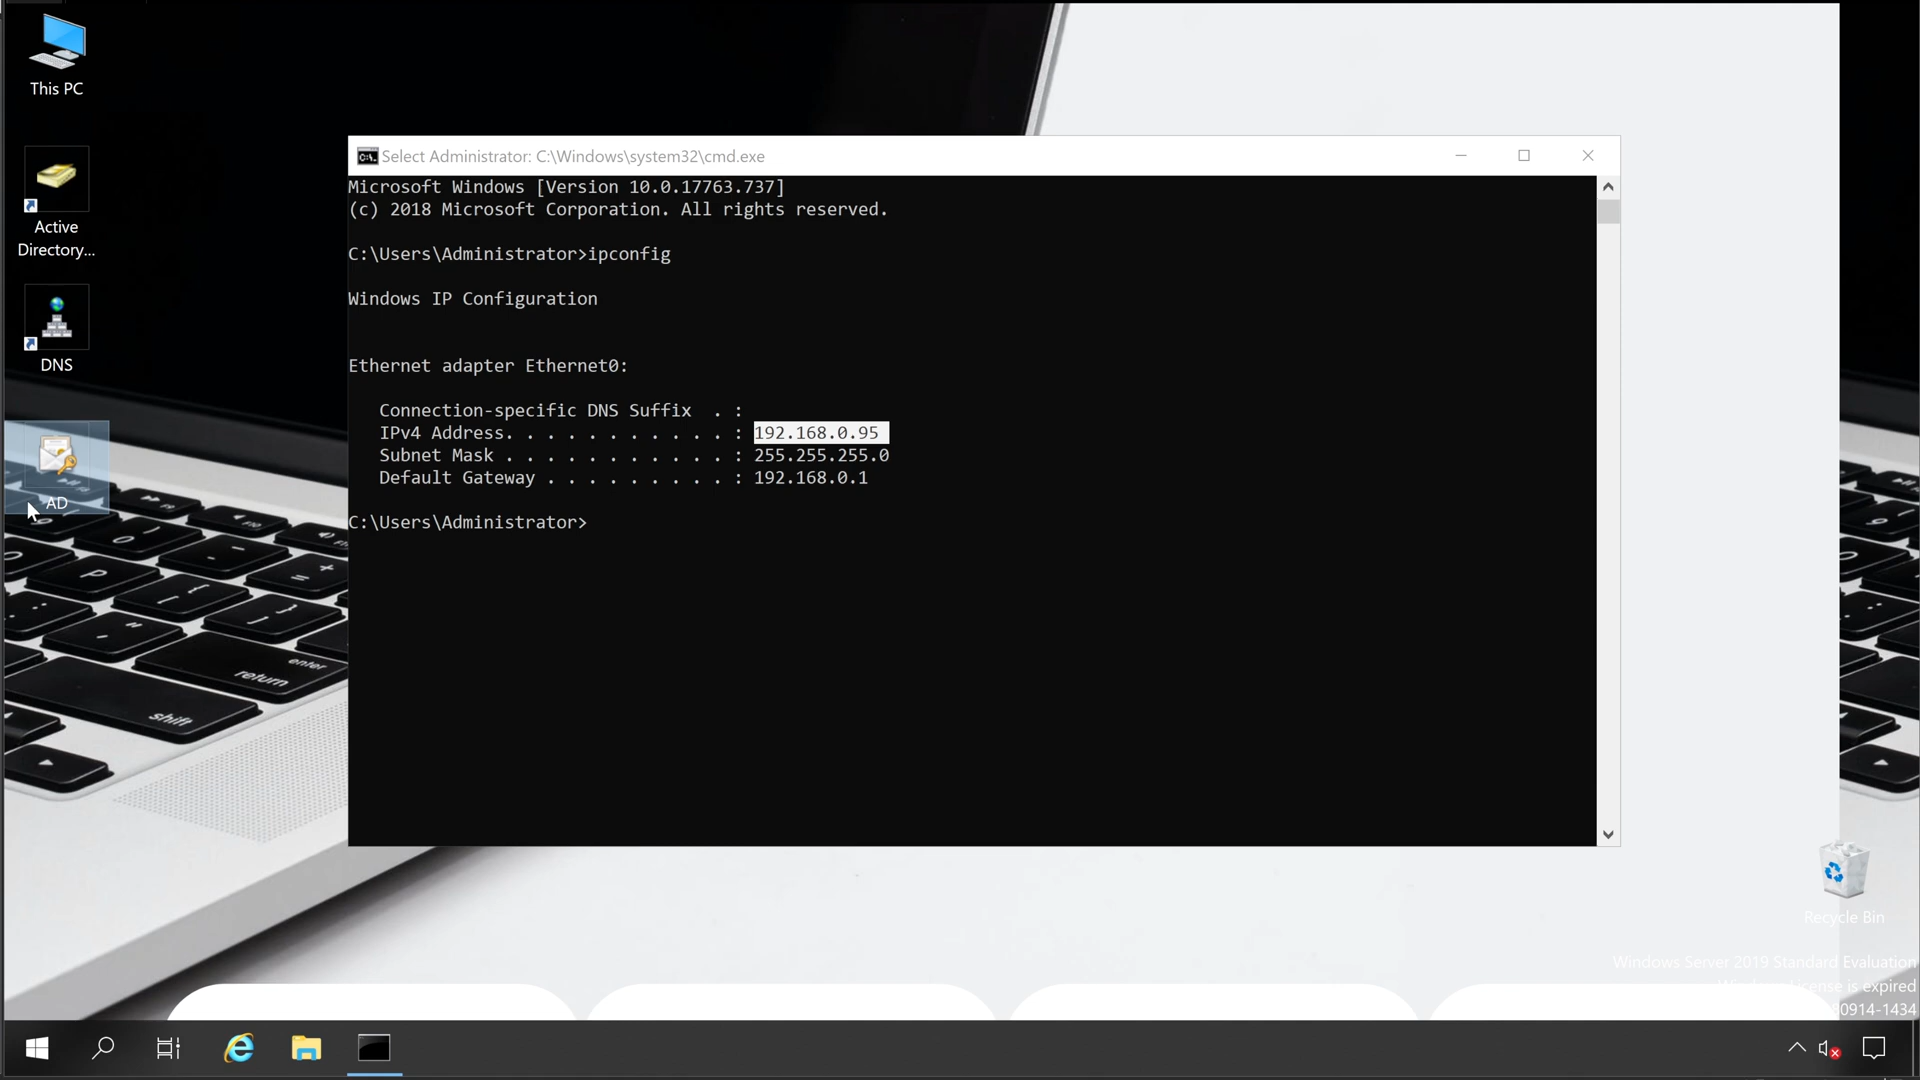 This PC
Active
Directory...
DNS
AD
Select Administrator: C:\Windows\system32\cmd.exe
Microsoft Windows [Version 10.0.17763.737]
(c) 2018 Microsoft Corporation. All rights reserved.
C:\Users\Administrator>ipconfig
Windows IP Configuration
Ethernet adapter Ethernet0:
Connection-specific DNS Suffix  . :
IPv4 Address. . . . . . . . . . . : 192.168.0.95
Subnet Mask . . . . . . . . . . . : 255.255.255.0
Default Gateway . . . . . . . . . : 192.168.0.1
C:\Users\Administrator>
enter
return
shift
Recycle Bin
Windows Server 2019 Standard Evaluation
Windows License is expired
0914-1434